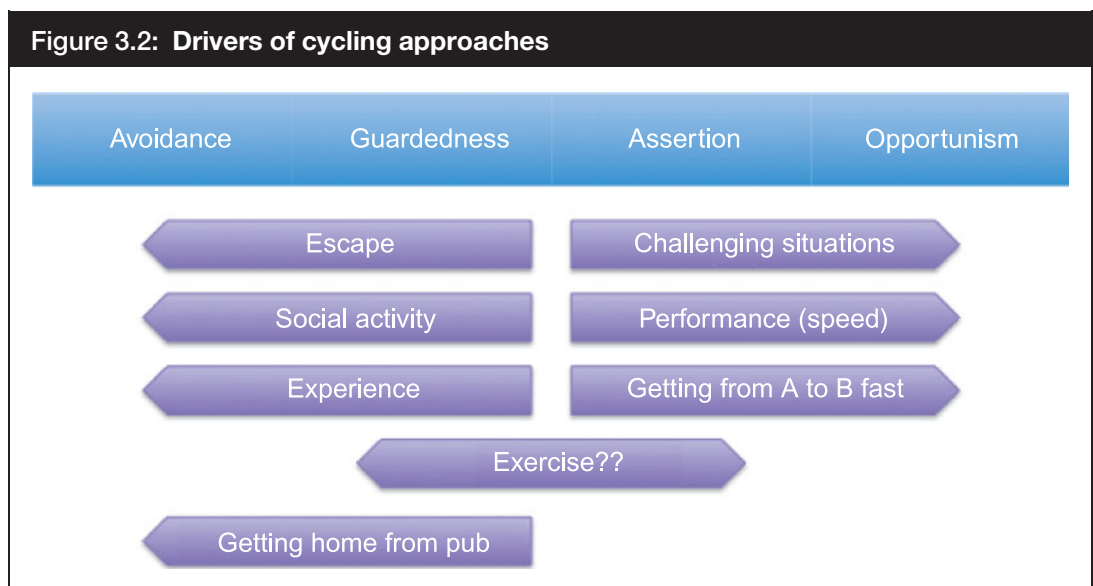 Figure 3.2: Drivers of cycling approaches
Avoidance Guardedness Assertion Opportunism
Escape Challenging situations
Social activity Performance (speed)
Experience Getting from A to B fast
Exercise??
Getting home from pub